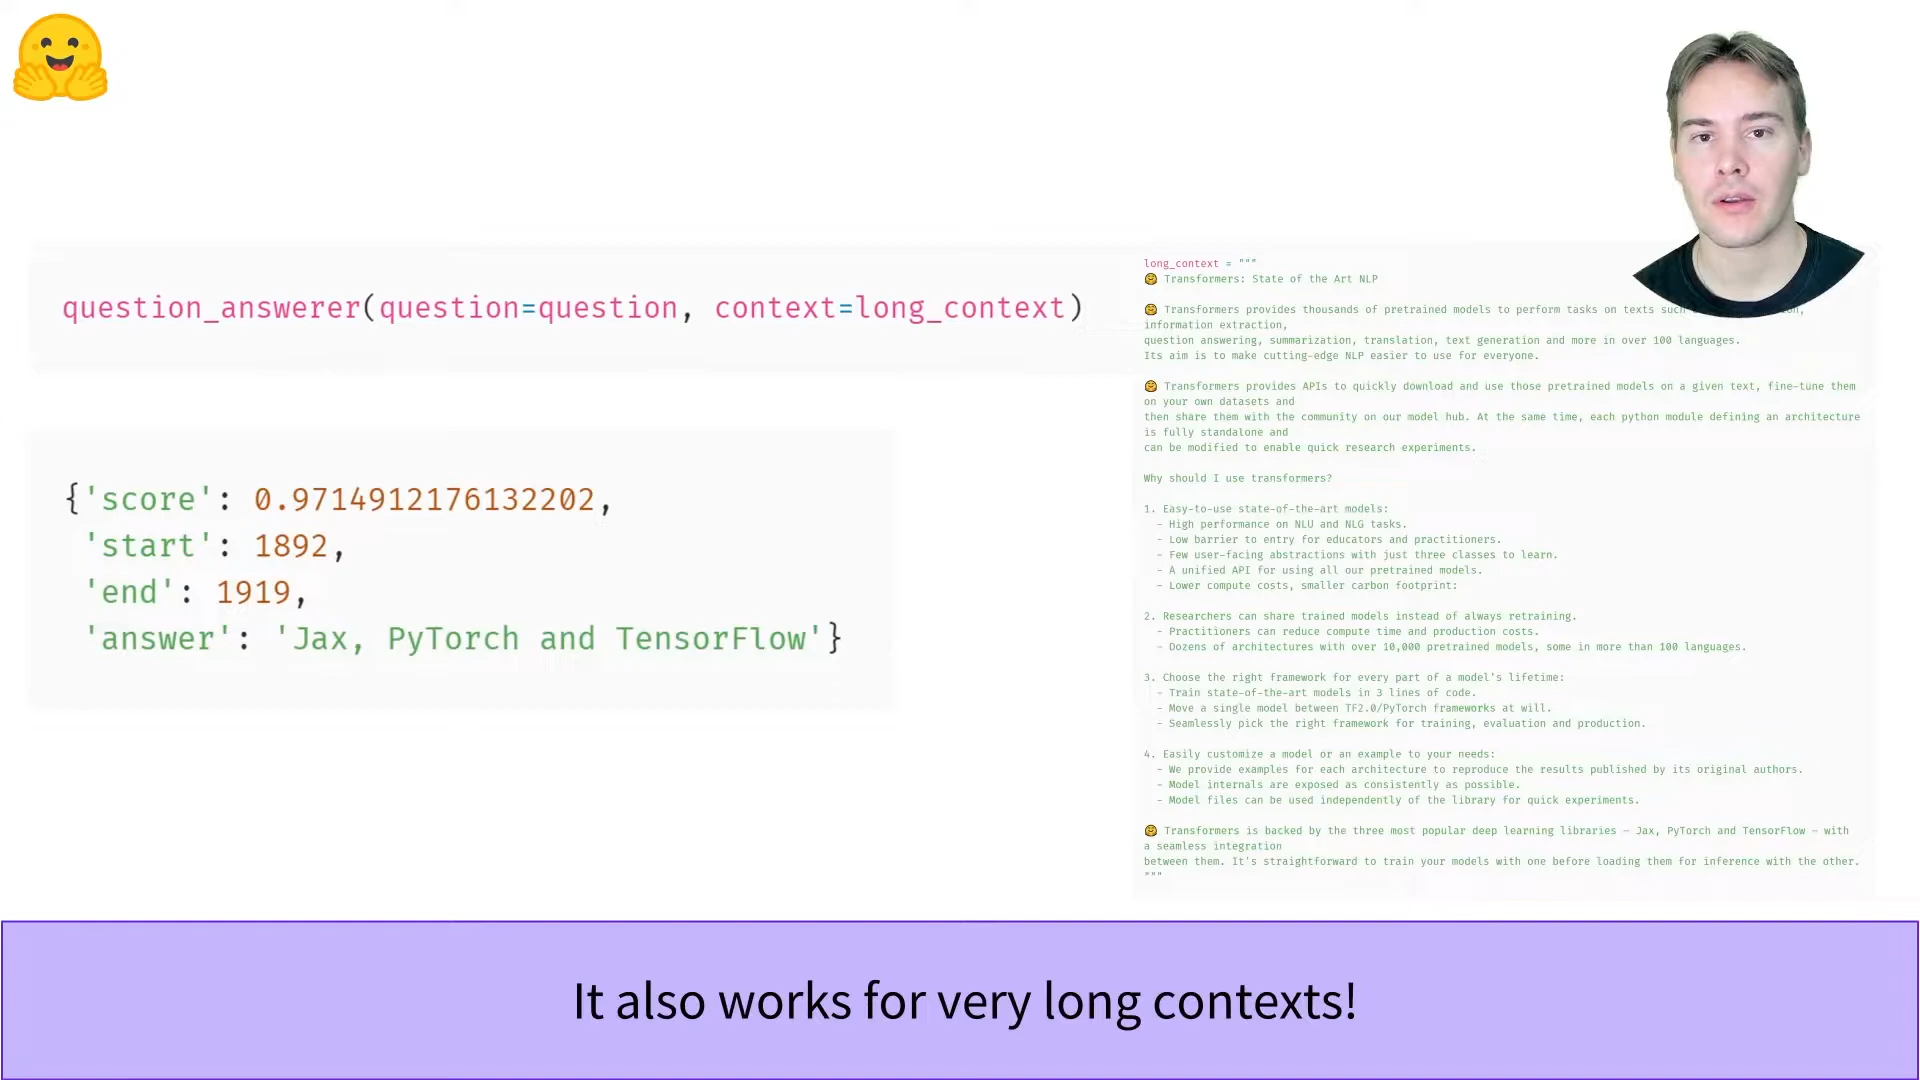 question_answerer(question=question, context=long_context)
{'score': 0.9714912176132202,
'start': 1892,
'end': 1919,
'answer': 'Jax, PyTorch and TensorFlow'}
long_context = """
🤗 Transformers: State of the Art NLP
🤗 Transformers provides thousands of pretrained models to perform tasks on texts such
information extraction,
question answering, summarization, translation, text generation and more in over 100 languages.
Its aim is to make cutting-edge NLP easier to use for everyone.
🤗 Transformers provides APIs to quickly download and use those pretrained models on a given text, fine-tune them
on your own datasets and
then share them with the community on our model hub. At the same time, each python module defining an architecture
is fully standalone and
can be modified to enable quick research experiments.
Why should I use transformers?
1. Easy-to-use state-of-the-art models:
- High performance on NLU and NLG tasks.
- Low barrier to entry for educators and practitioners.
- Few user-facing abstractions with just three classes to learn.
- A unified API for using all our pretrained models.
- Lower compute costs, smaller carbon footprint:
2. Researchers can share trained models instead of always retraining.
- Practitioners can reduce compute time and production costs.
- Dozens of architectures with over 10,000 pretrained models, some in more than 100 languages.
3. Choose the right framework for every part of a model's lifetime:
- Train state-of-the-art models in 3 lines of code.
- Move a single model between TF2.0/PyTorch frameworks at will.
- Seamlessly pick the right framework for training, evaluation and production.
4. Easily customize a model or an example to your needs:
- We provide examples for each architecture to reproduce the results published by its original authors.
- Model internals are exposed as consistently as possible.
- Model files can be used independently of the library for quick experiments.
🤗 Transformers is backed by the three most popular deep learning libraries — Jax, PyTorch and TensorFlow — with
a seamless integration
between them. It's straightforward to train your models with one before loading them for inference with the other.
"""
It also works for very long contexts!